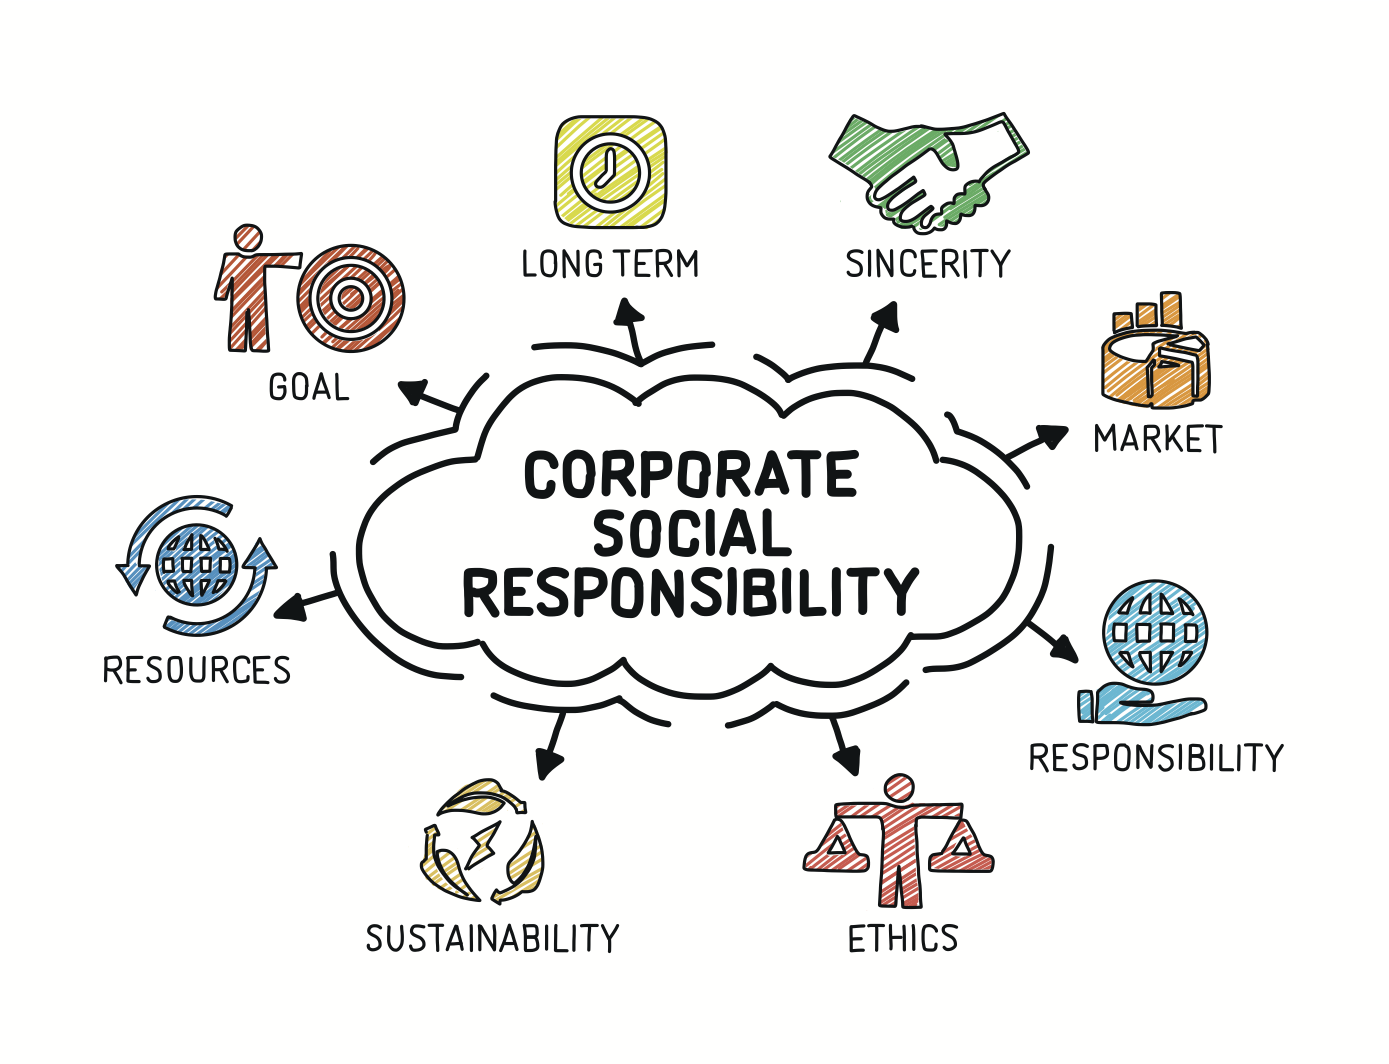 LONG TERM
SINCERITY
GOAL
MARKET
CORPORATE
SOCIAL
RESPONSIBILITY
RESOURCES
RESPONSIBILITY
SUSTAINABILITY
ETHICS